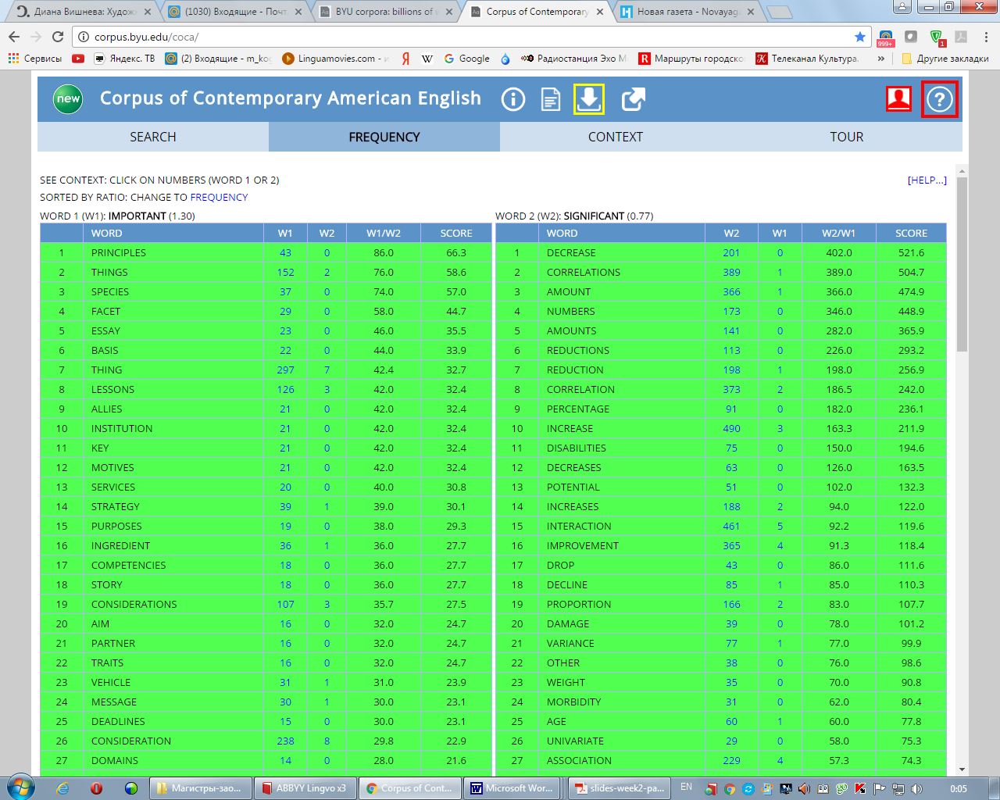 Диана Вишнева: Художн
(1030) Входящие - Почт
BYU corpora: billions of w
Corpus of Contemporary
Новая газета - Novayaga
corpus.byu.edu/coca/
999+
1
Сервисы
Яндекс. ТВ
(2) Входящие - m_kog
Linguamovies.com - и
Я
W
Google
Радиостанция Эхо М
R Маршруты городско
K Телеканал Культура.
»
Другие закладки
new
Corpus of Contemporary American English
SEARCH FREQUENCY CONTEXT TOUR
SEE CONTEXT: CLICK ON NUMBERS (WORD 1 OR 2) [HELP...]
SORTED BY RATIO: CHANGE TO FREQUENCY
WORD 1 (W1): IMPORTANT (1.30) WORD 2 (W2): SIGNIFICANT (0.77)
WORD W1 W2 W1/W2 SCORE WORD W2 W1 W2/W1 SCORE
1 PRINCIPLES 43 0 86.0 66.3 1 DECREASE 201 0 402.0 521.6
2 THINGS 152 2 76.0 58.6 2 CORRELATIONS 389 1 389.0 504.7
3 SPECIES 37 0 74.0 57.0 3 AMOUNT 366 1 366.0 474.9
4 FACET 29 0 58.0 44.7 4 NUMBERS 173 0 346.0 448.9
5 ESSAY 23 0 46.0 35.5 5 AMOUNTS 141 0 282.0 365.9
6 BASIS 22 0 44.0 33.9 6 REDUCTIONS 113 0 226.0 293.2
7 THING 297 7 42.4 32.7 7 REDUCTION 198 1 198.0 256.9
8 LESSONS 126 3 42.0 32.4 8 CORRELATION 373 2 186.5 242.0
9 ALLIES 21 0 42.0 32.4 9 PERCENTAGE 91 0 182.0 236.1
10 INSTITUTION 21 0 42.0 32.4 10 INCREASE 490 3 163.3 211.9
11 KEY 21 0 42.0 32.4 11 DISABILITIES 75 0 150.0 194.6
12 MOTIVES 21 0 42.0 32.4 12 DECREASES 63 0 126.0 163.5
13 SERVICES 20 0 40.0 30.8 13 POTENTIAL 51 0 102.0 132.3
14 STRATEGY 39 1 39.0 30.1 14 INCREASES 188 2 94.0 122.0
15 PURPOSES 19 0 38.0 29.3 15 INTERACTION 461 5 92.2 119.6
16 INGREDIENT 36 1 36.0 27.7 16 IMPROVEMENT 365 4 91.3 118.4
17 COMPETENCIES 18 0 36.0 27.7 17 DROP 43 0 86.0 111.6
18 STORY 18 0 36.0 27.7 18 DECLINE 85 1 85.0 110.3
19 CONSIDERATIONS 107 3 35.7 27.5 19 PROPORTION 166 2 83.0 107.7
20 AIM 16 0 32.0 24.7 20 DAMAGE 39 0 78.0 101.2
21 PARTNER 16 0 32.0 24.7 21 VARIANCE 77 1 77.0 99.9
22 TRAITS 16 0 32.0 24.7 22 OTHER 38 0 76.0 98.6
23 VEHICLE 31 1 31.0 23.9 23 WEIGHT 35 0 70.0 90.8
24 MESSAGE 30 1 30.0 23.1 24 MORBIDITY 31 0 62.0 80.4
25 DEADLINES 15 0 30.0 23.1 25 AGE 60 1 60.0 77.8
26 CONSIDERATION 238 8 29.8 22.9 26 UNIVARIATE 29 0 58.0 75.3
27 DOMAINS 14 0 28.0 21.6 27 ASSOCIATION 229 4 57.3 74.3
Магистры-зао...
ABBYY Lingvo x3
Corpus of Cont...
Microsoft Wor...
slides-week2-pa...
EN
0:05